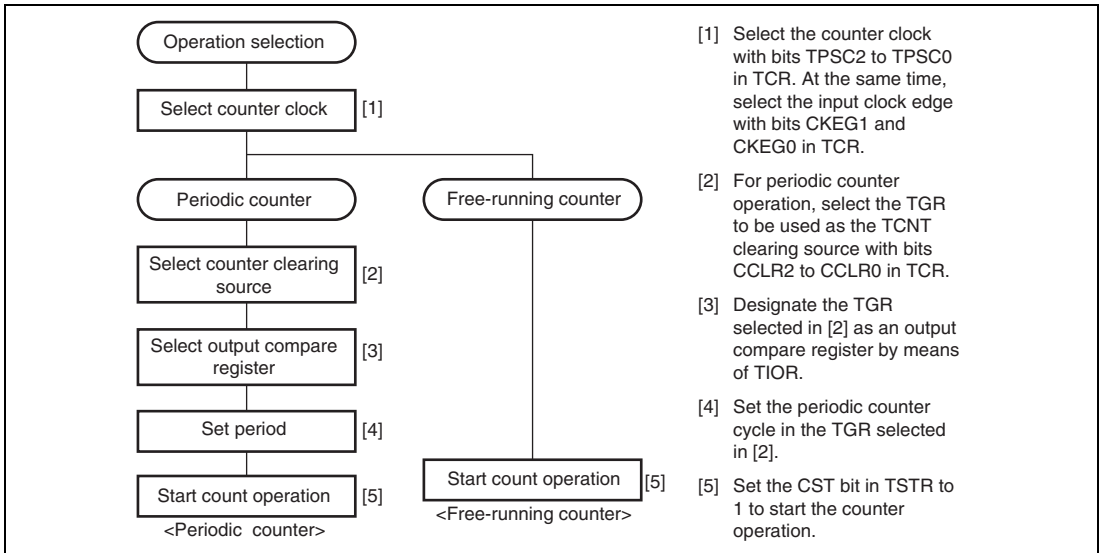 Operation selection
Select counter clock
[1]
Periodic counter
Free-running counter
Select counter clearing
source
[2]
Select output compare
register
[3]
Set period
[4]
Start count operation
[5]
<Periodic counter>
Start count operation
[5]
<Free-running counter>
[1] Select the counter clock
with bits TPSC2 to TPSC0
in TCR. At the same time,
select the input clock edge
with bits CKEG1 and
CKEG0 in TCR.
[2] For periodic counter
operation, select the TGR
to be used as the TCNT
clearing source with bits
CCLR2 to CCLR0 in TCR.
[3] Designate the TGR
selected in [2] as an output
compare register by means
of TIOR.
[4] Set the periodic counter
cycle in the TGR selected
in [2].
[5] Set the CST bit in TSTR to
1 to start the counter
operation.